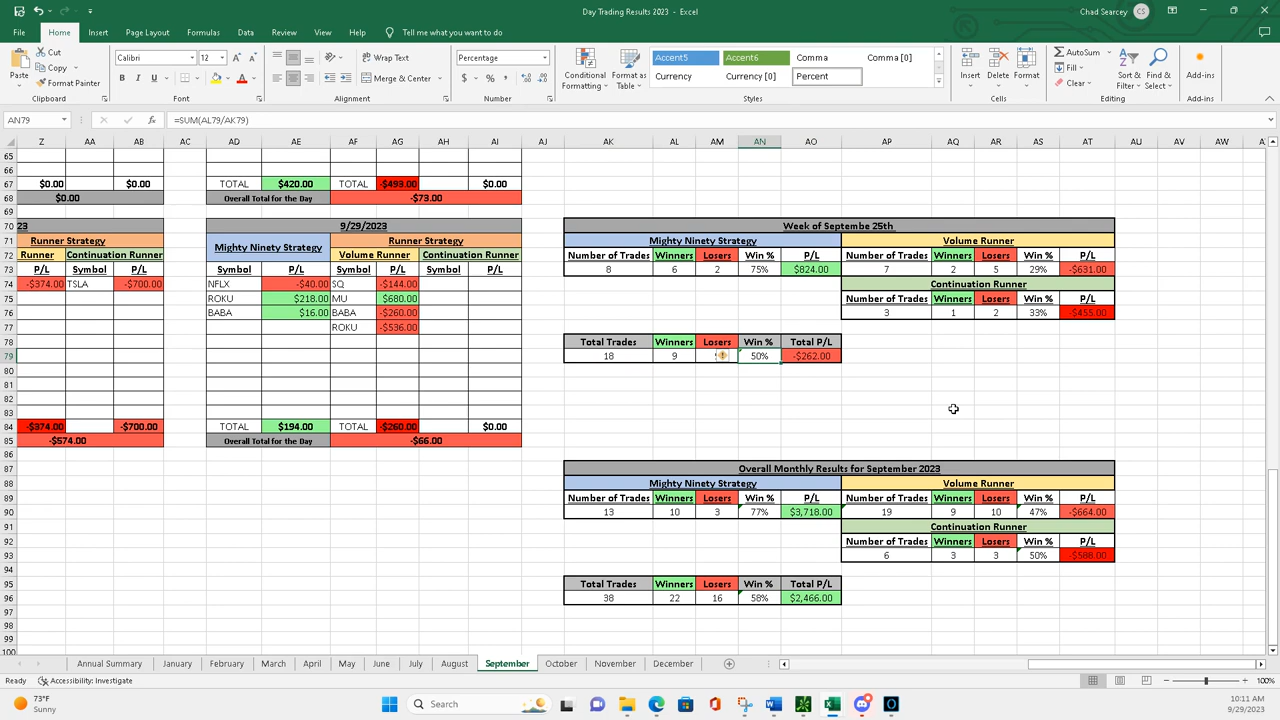 Day Trading Results 2023 - Excel
Chad Searcey CS
File Home Insert Page Layout Formulas Data Review View Help Tell me what you want to do
Paste Cut Copy Format Painter Clipboard
Calibri 12 B I U Font
Wrap Text Merge & Center Alignment
Percentage $ % Number
Conditional Formatting Format as Table
Accent5 Accent6 Comma Comma [0]
Currency Currency [0] Percent
Styles
Insert Delete Format Cells
AutoSum Fill Clear Sort & Filter Find & Select Editing
Add-ins Add-ins
AN79 fx =SUM(AL79/AK79)
Z AA AB AC AD AE AF AG AH AI AJ AK AL AM AN AO AP AQ AR AS AT AU AV AW
65
66
67 $0.00 $0.00 TOTAL $420.00 TOTAL -$493.00 $0.00
68 $0.00 Overall Total for the Day -$73.00
69
70 23 9/29/2023 Week of Septembe 25th
71 Runner Strategy Mighty Ninety Strategy Runner Strategy Mighty Ninety Strategy Volume Runner
72 Runner Continuation Runner Volume Runner Continuation Runner Number of Trades Winners Losers Win % P/L Number of Trades Winners Losers Win % P/L
73 P/L Symbol P/L Symbol P/L Symbol P/L Symbol P/L 8 6 2 75% $824.00 7 2 5 29% -$631.00
74 -$374.00 TSLA -$700.00 NFLX -$40.00 SQ -$144.00 Continuation Runner
75 ROKU $218.00 MU $680.00 Number of Trades Winners Losers Win % P/L
76 BABA $16.00 BABA -$260.00 3 1 2 33% -$455.00
77 ROKU -$536.00
78 Total Trades Winners Losers Win % Total P/L
79 18 9 50% -$262.00
80
81
82
83
84 -$374.00 -$700.00 TOTAL $194.00 TOTAL -$260.00 $0.00
85 -$574.00 Overall Total for the Day -$66.00
86
87 Overall Monthly Results for September 2023
88 Mighty Ninety Strategy Volume Runner
89 Number of Trades Winners Losers Win % P/L Number of Trades Winners Losers Win % P/L
90 13 10 3 77% $3,718.00 19 9 10 47% -$664.00
91 Continuation Runner
92 Number of Trades Winners Losers Win % P/L
93 6 3 3 50% -$588.00
94
95 Total Trades Winners Losers Win % Total P/L
96 38 22 16 58% $2,466.00
97
98
99
100
Annual Summary January February March April May June July August September October November December
Ready Accessibility: Investigate 100%
73°F Sunny Search 10:11 AM 9/29/2023